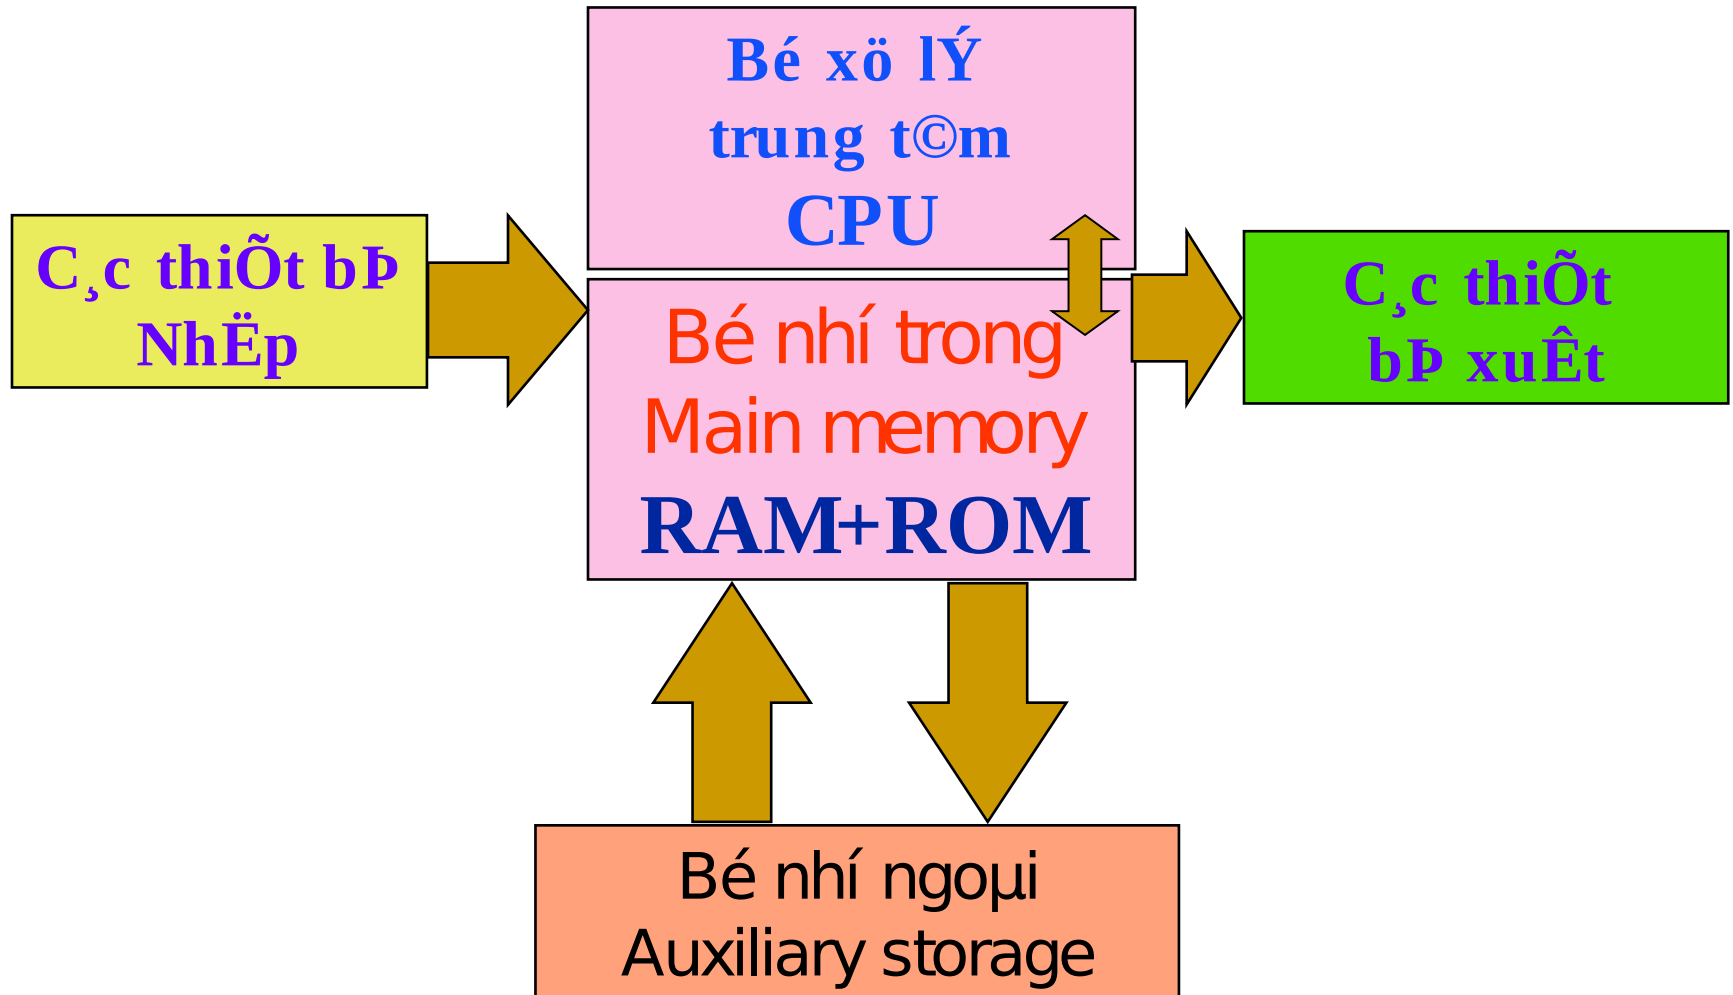 Bé xö lÝ
trung t©m
CPU
C¸c thiÕt bÞ
NhËp
Bé nhí trong
Main memory
RAM+ROM
C¸c thiÕt
bÞ xuÊt
Bé nhí ngoµi
Auxiliary storage